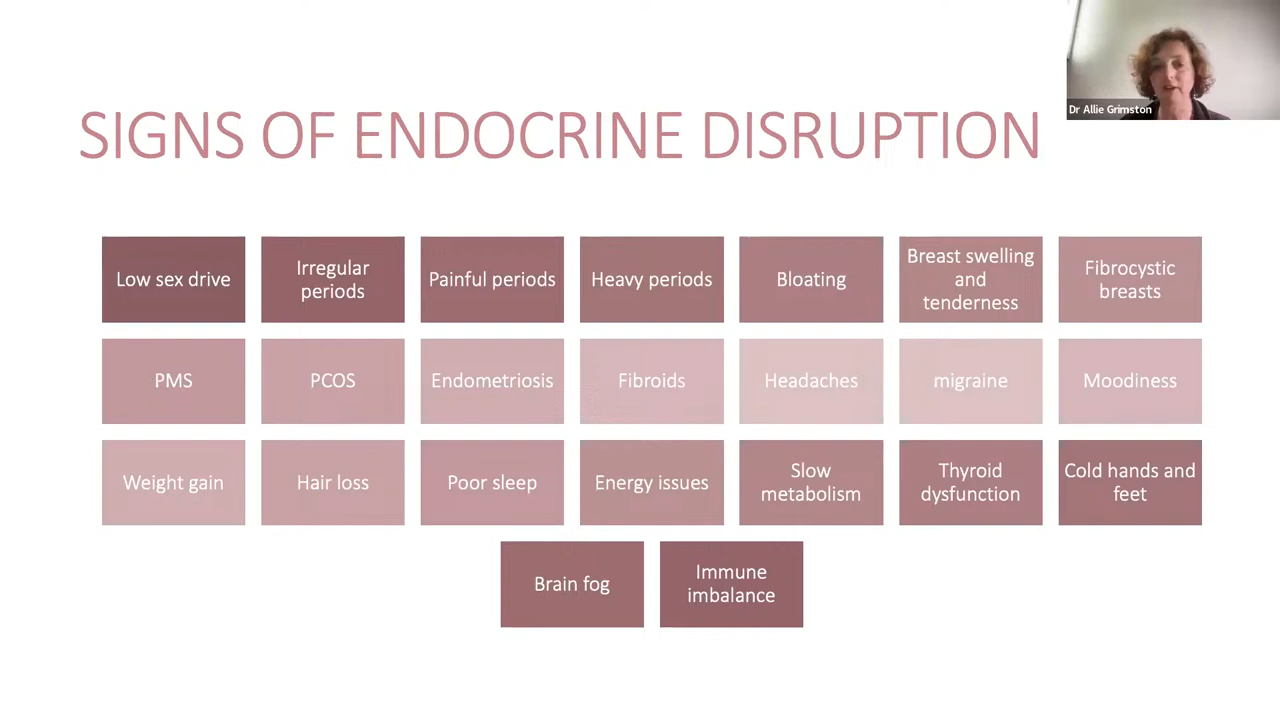 Dr Allie Grimston
SIGNS OF ENDOCRINE DISRUPTION
Low sex drive
Irregular
periods
Painful periods
Heavy periods
Bloating
Breast swelling
and
tenderness
Fibrocystic
breasts
PMS
PCOS
Endometriosis
Fibroids
Headaches
migraine
Moodiness
Weight gain
Hair loss
Poor sleep
Energy issues
Slow
metabolism
Thyroid
dysfunction
Cold hands and
feet
Brain fog
Immune
imbalance